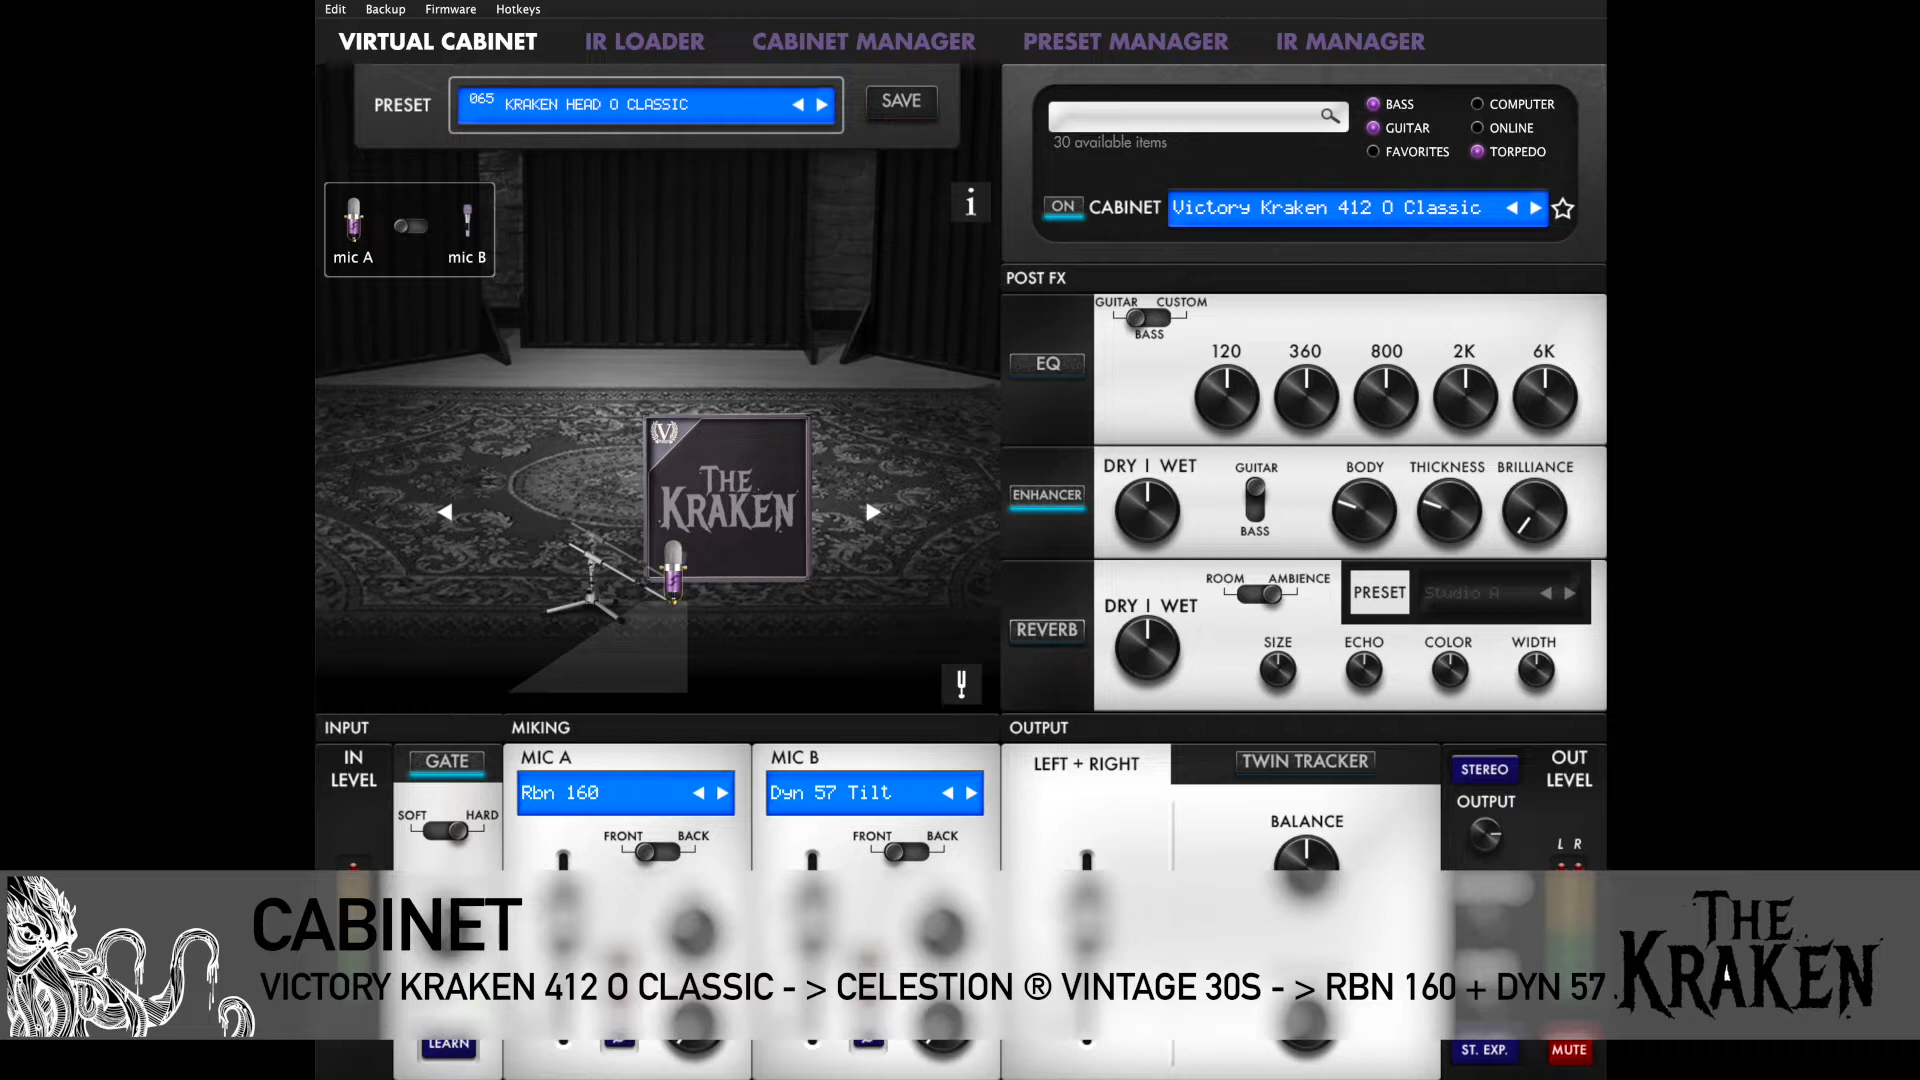 Edit Backup Firmware Hotkeys
VIRTUAL CABINET IR LOADER CABINET MANAGER PRESET MANAGER IR MANAGER
PRESET 065 KRAKEN HEAD O CLASSIC SAVE
mic A mic B
i
THE
KRAKEN
30 available items
BASS COMPUTER
GUITAR ONLINE
FAVORITES TORPEDO
ON CABINET Victory Kraken 412 O Classic
POST FX
GUITAR CUSTOM
BASS
EQ
120 360 800 2K 6K
ENHANCER
DRY | WET
GUITAR
BASS
BODY THICKNESS BRILLIANCE
REVERB
DRY | WET
ROOM AMBIENCE
PRESET Studio A
SIZE ECHO COLOR WIDTH
INPUT
IN
LEVEL
GATE
SOFT HARD
LEARN
MIKING
MIC A
Rbn 160
FRONT BACK
MIC B
Dyn 57 Tilt
FRONT BACK
OUTPUT
LEFT + RIGHT
TWIN TRACKER
BALANCE
STEREO
OUTPUT
OUT
LEVEL
L R
ST. EXP.
MUTE
CABINET
VICTORY KRAKEN 412 O CLASSIC - > CELESTION ® VINTAGE 30S - > RBN 160 + DYN 57
THE
KRAKEN